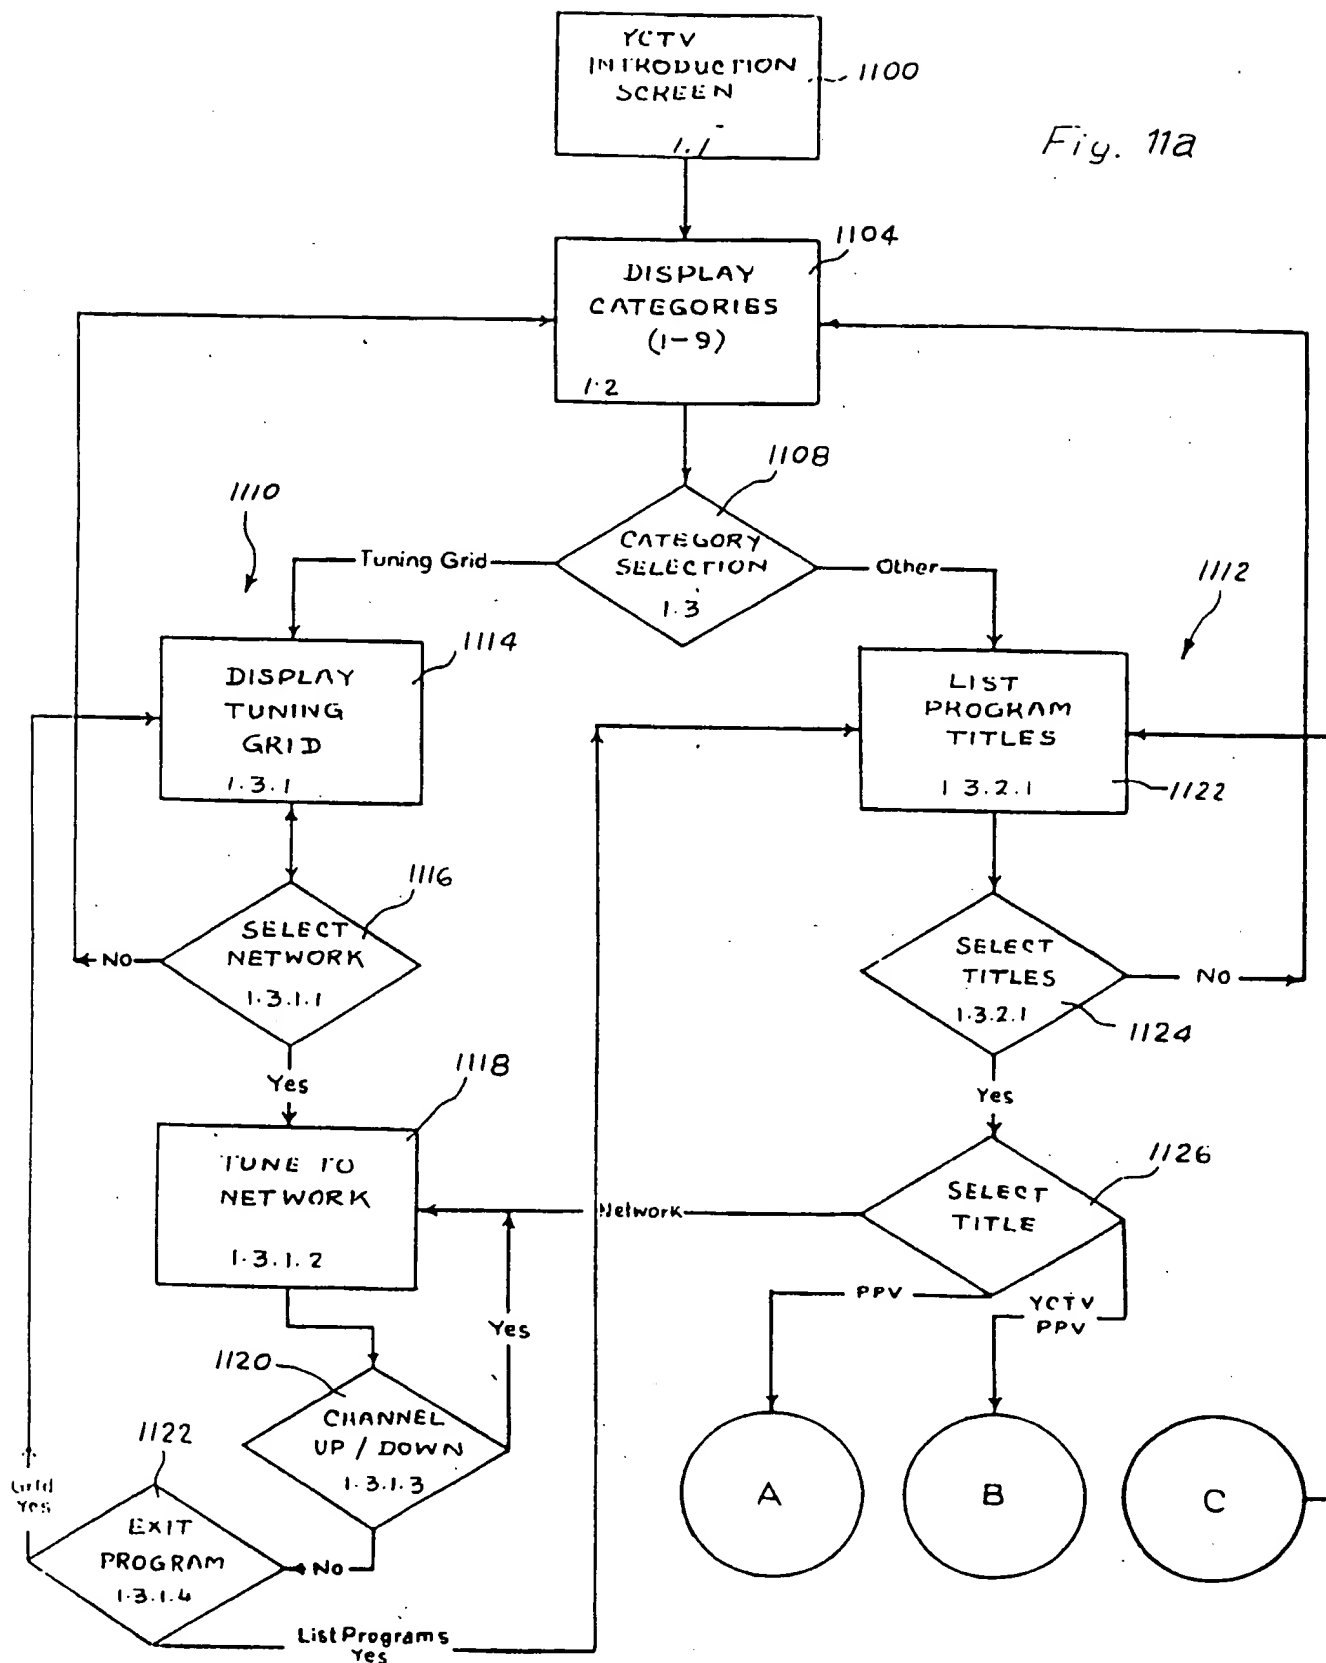 YCTV
INTRODUCTION
SCREEN
1.1
1100
Fig. 11a
1104
DISPLAY
CATEGORIES
(1-9)
1.2
1108
CATEGORY
SELECTION
1.3
1110
Tuning Grid
Other
1112
1114
DISPLAY
TUNING
GRID
1.3.1
LIST
PROGRAM
TITLES
1.3.2.1
1122
1116
SELECT
NETWORK
1.3.1.1
No
Yes
SELECT
TITLES
1.3.2.1
No
1124
Yes
1118
TUNE TO
NETWORK
1.3.1.2
Network
1126
SELECT
TITLE
PPV
YCTV
PPV
Yes
1120
CHANNEL
UP / DOWN
1.3.1.3
1122
Grid
Yes
EXIT
PROGRAM
1.3.1.4
No
List Programs
Yes
A
B
C